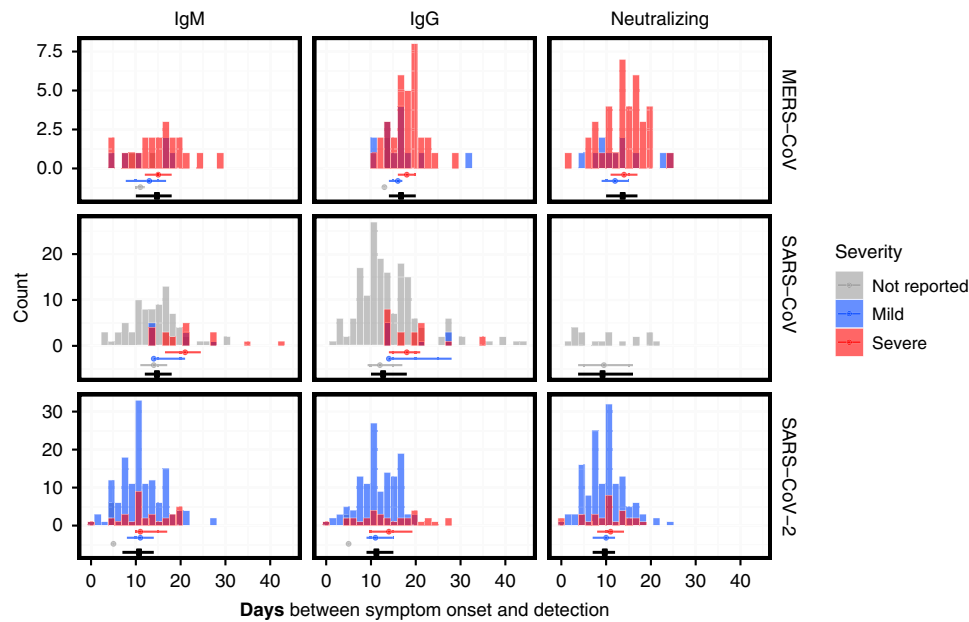 IgM IgG Neutralizing
7.5
5.0
2.5
0.0
MERS−CoV
20
10
0
SARS−CoV
30
20
10
0
SARS−CoV−2
Count
0 10 20 30 40 0 10 20 30 40 0 10 20 30 40
Days between symptom onset and detection
Severity
Not reported
Mild
Severe